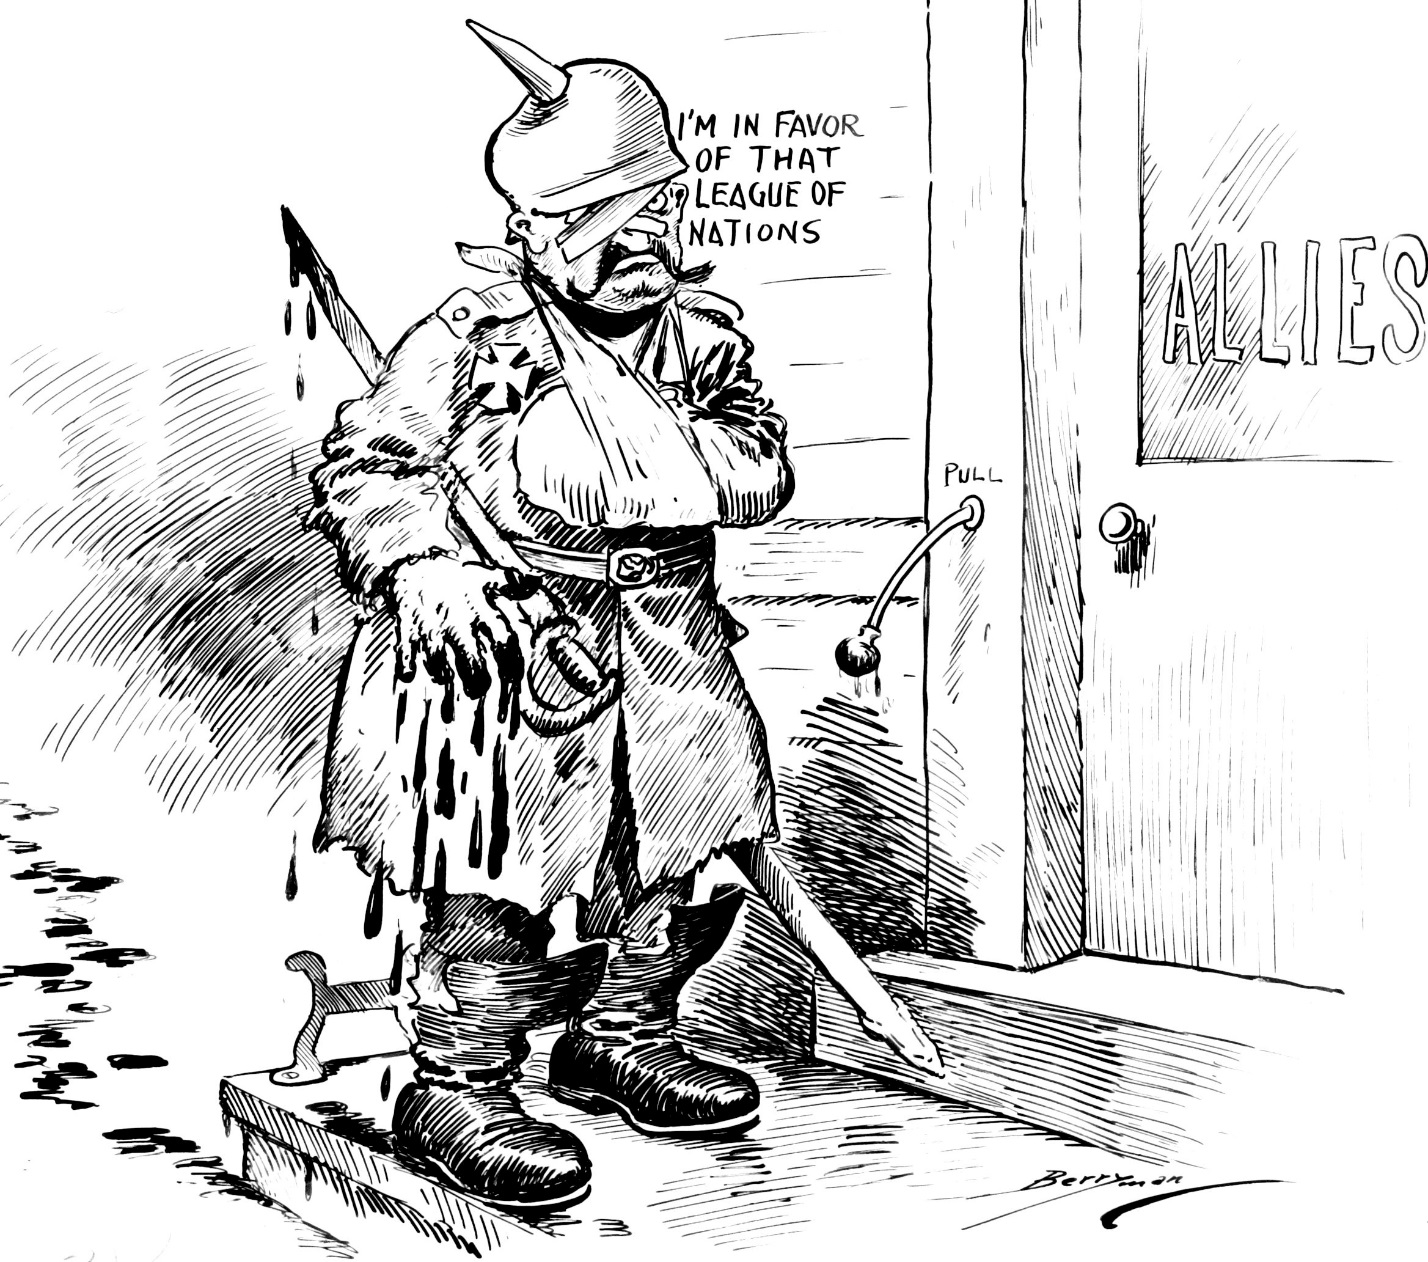 I'M IN FAVOR
OF THAT
LEAGUE OF
NATIONS
ALLIES
PULL
Berryman